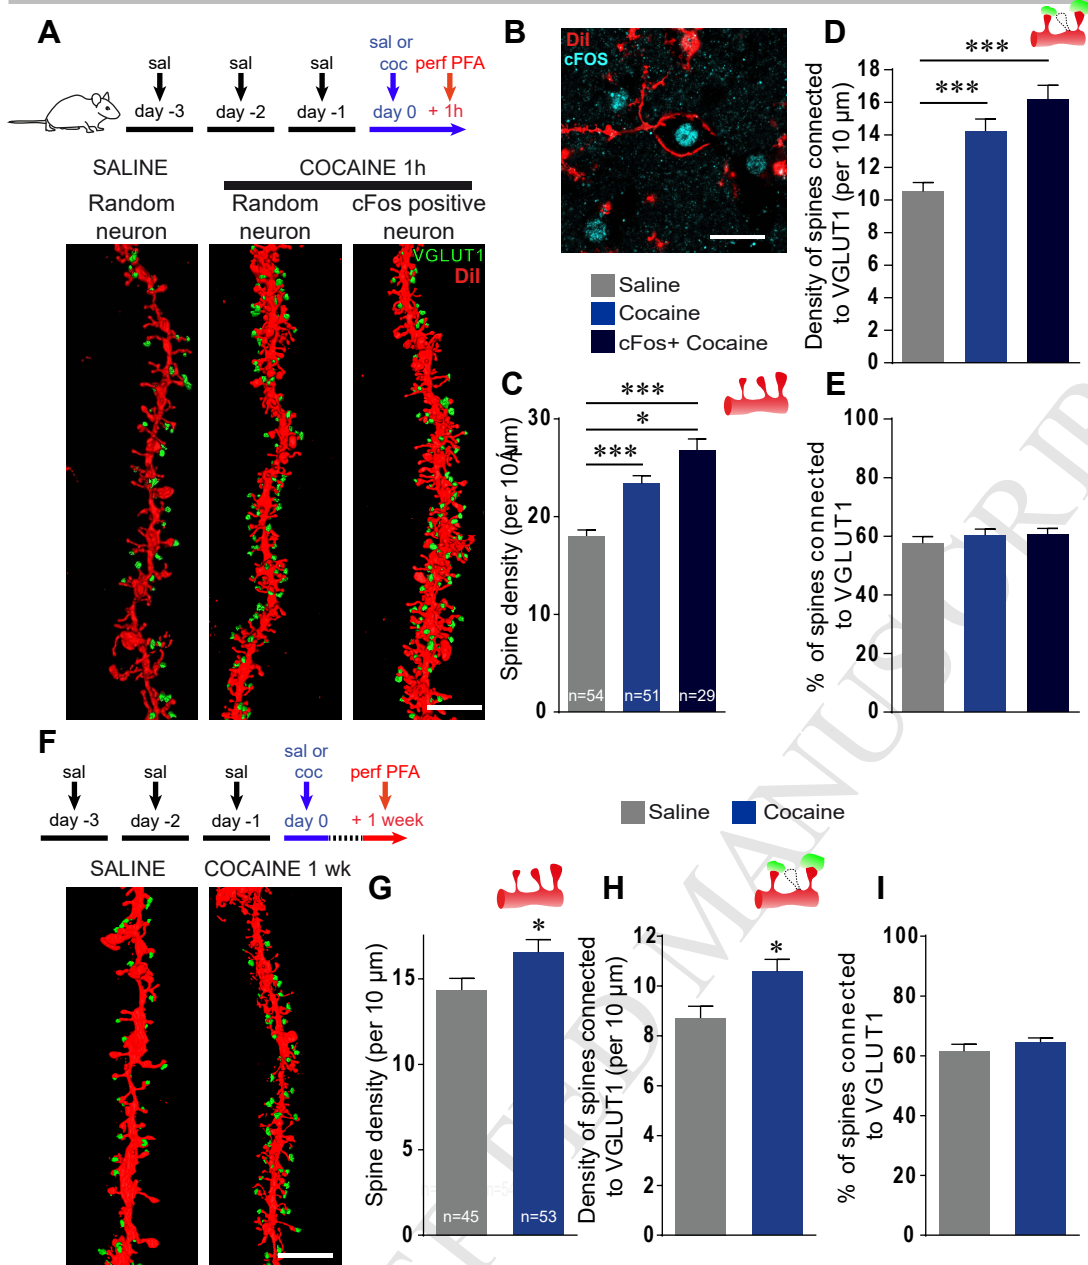 A
sal
sal
sal
sal or
coc
perf PFA
day -3
day -2
day -1
day 0
+ 1h
SALINE
COCAINE 1h
Random
neuron
Random
neuron
cFos positive
neuron
VGLUT1
DiI
B
DiI
cFOS
Saline
Cocaine
cFos+ Cocaine
C
Spine density (per 10Âµm)
30
20
10
0
***
*
***
n=54
n=51
n=29
D
Density of spines connected
to VGLUT1 (per 10 µm)
18
16
14
12
10
8
6
4
2
0
***
***
E
% of spines connected
to VGLUT1
100
80
60
40
20
0
F
sal
sal
sal
sal or
coc
perf PFA
day -3
day -2
day -1
day 0
+ 1 week
SALINE
COCAINE 1 wk
Saline
Cocaine
G
Spine density (per 10 µm)
15
10
5
0
*
n=45
n=53
H
Density of spines connected
to VGLUT1 (per 10 µm)
12
10
8
6
4
2
0
*
I
% of spines connected
to VGLUT1
100
80
60
40
20
0